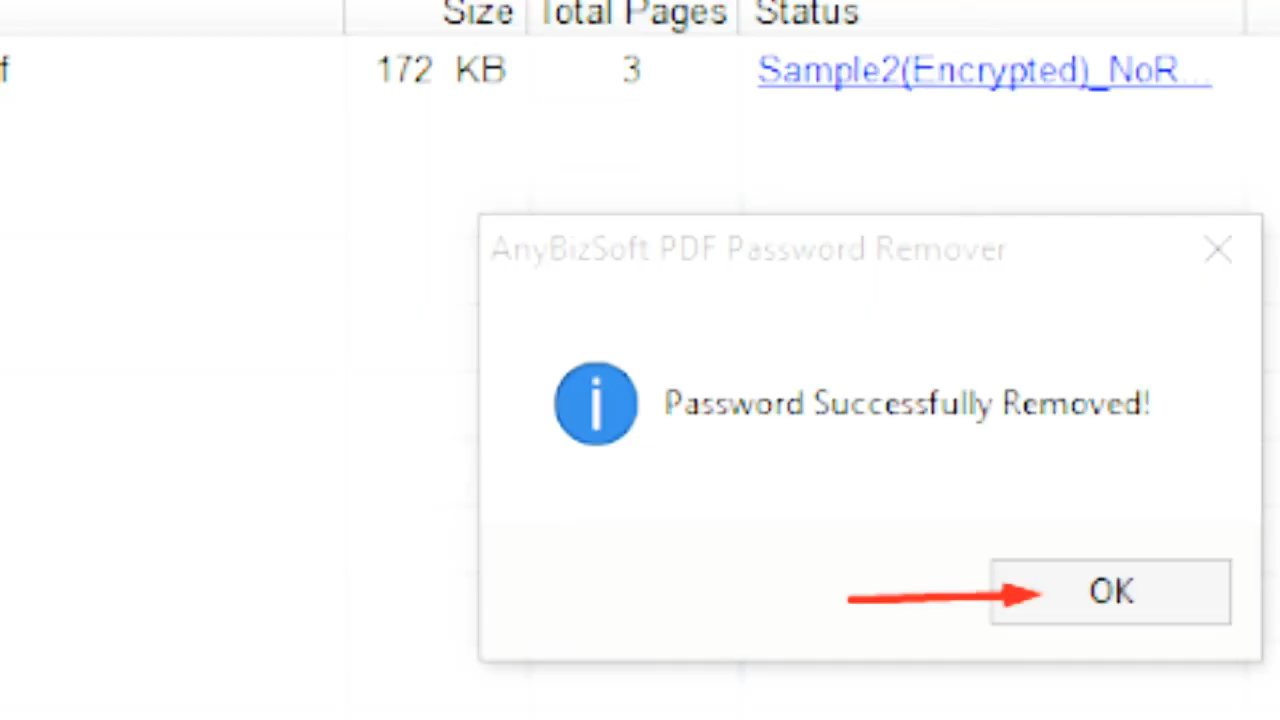 Size Total Pages Status
f 172 KB 3 Sample2(Encrypted)_NoR...
AnyBizSoft PDF Password Remover
Password Successfully Removed!
OK